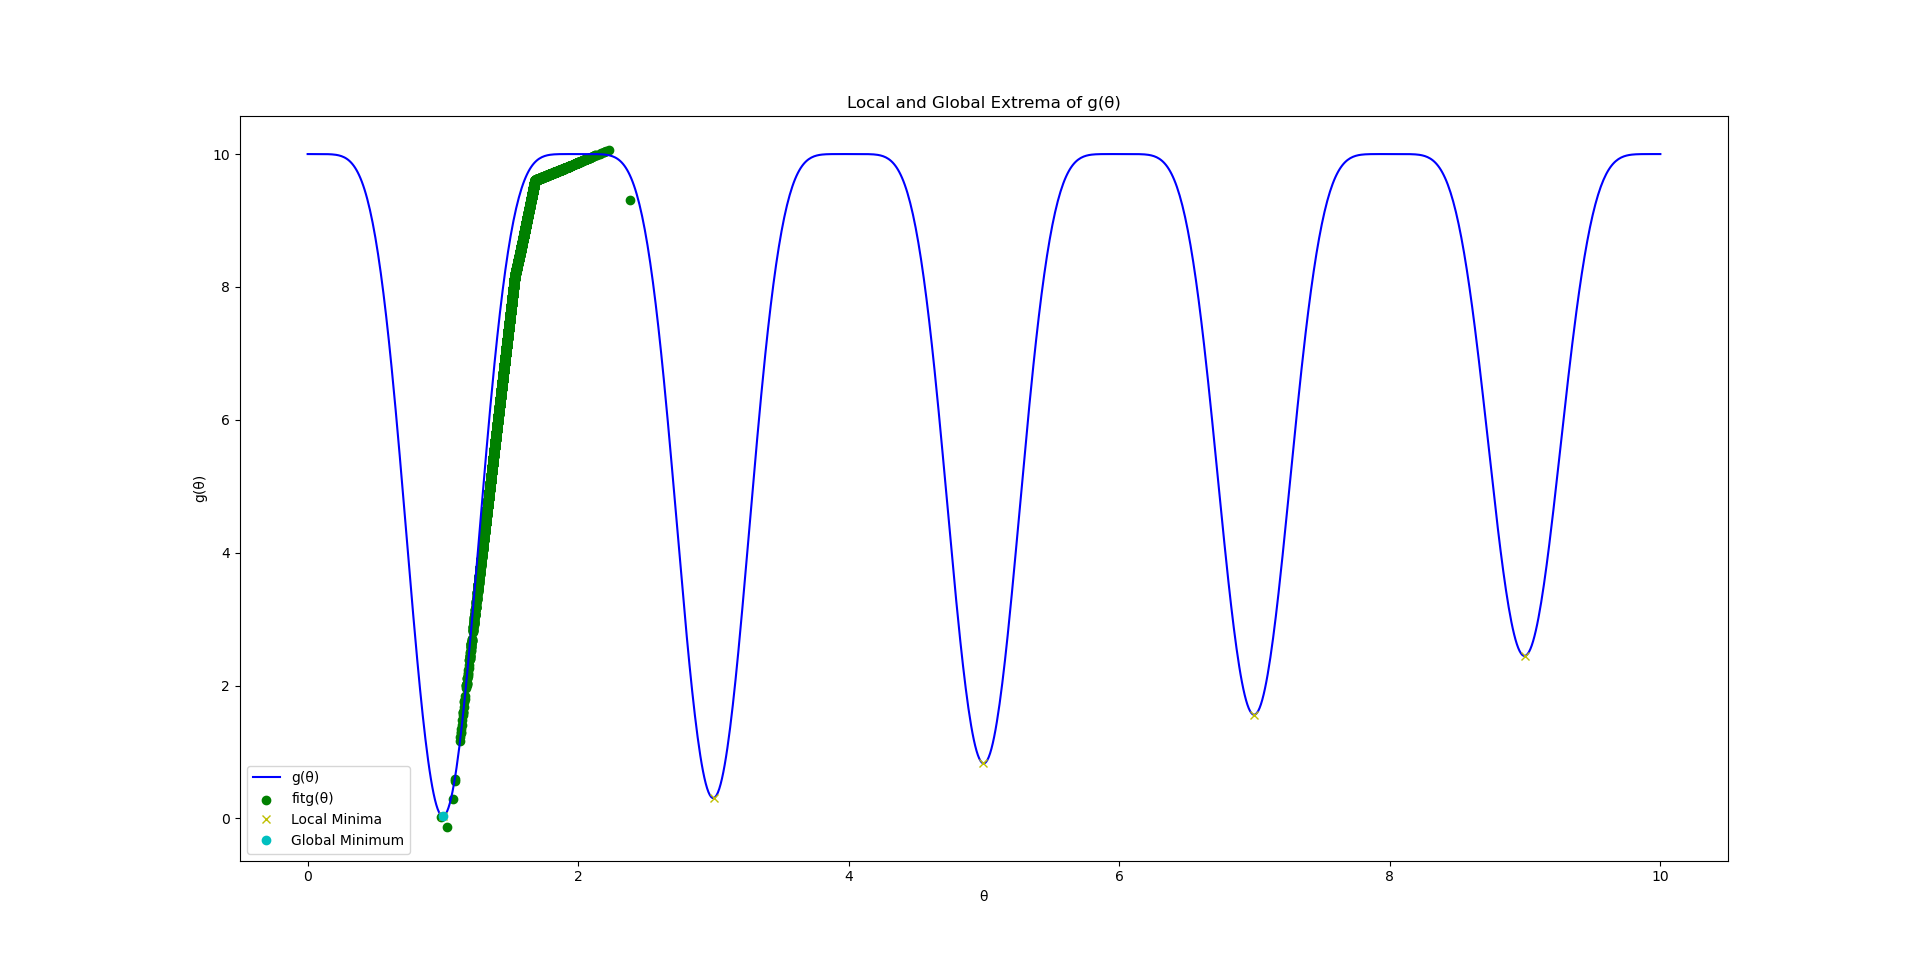 Local and Global Extrema of g(θ)
10
8
6
4
2
0
g(θ)
g(θ)
fitg(θ)
Local Minima
Global Minimum
0
2
4
6
8
10
θ